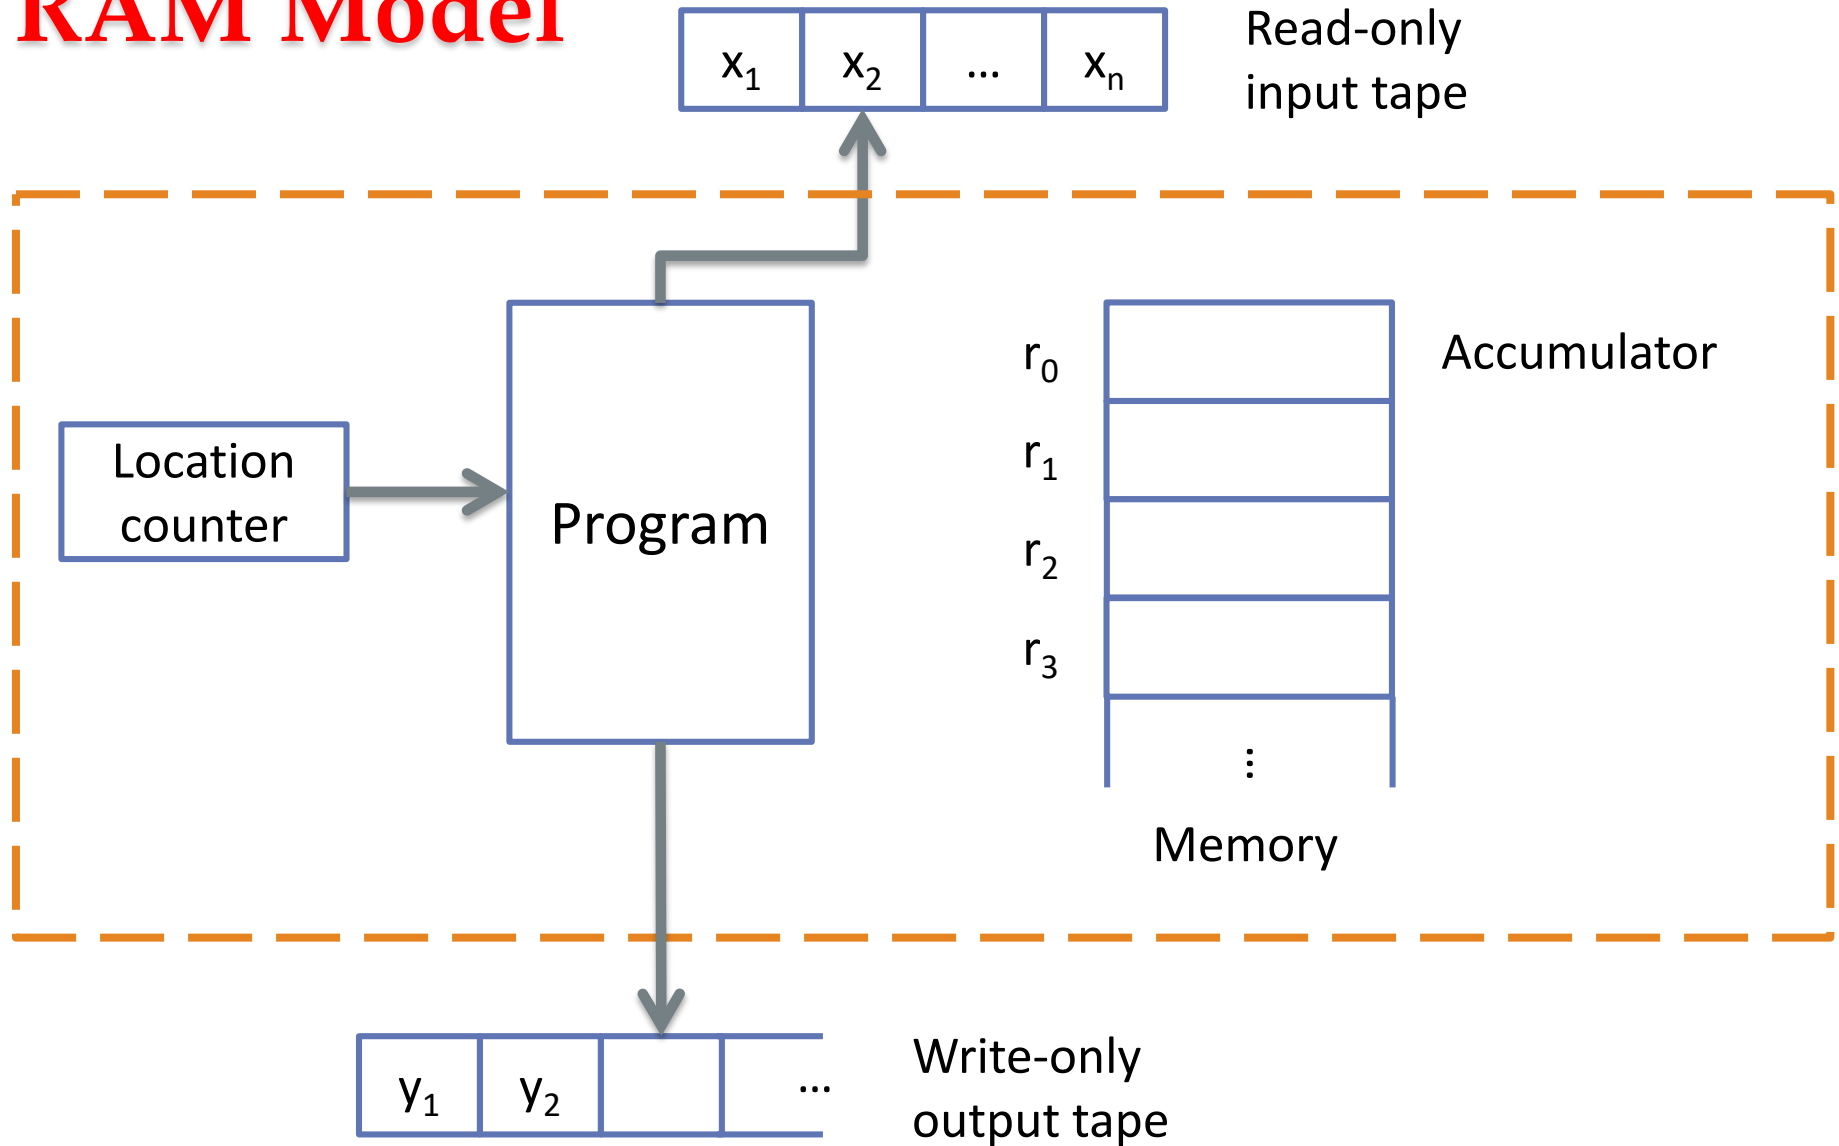 RAM Model
x1 x2 … xn
Read-only
input tape
r0
Accumulator
Location
counter
Program
r1
r2
r3
⋮
Memory
y1 y2 …
Write-only
output tape